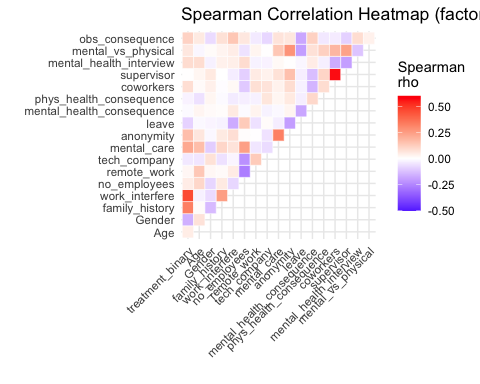 Spearman Correlation Heatmap (factor
obs_consequence
mental_vs_physical
mental_health_interview
supervisor
coworkers
phys_health_consequence
mental_health_consequence
leave
anonymity
mental_care
tech_company
remote_work
no_employees
work_interfere
family_history
Gender
Age
treatment_binary
Age
Gender
family_history
work_interfere
no_employees
remote_work
tech_company
mental_care
anonymity
leave
mental_health_consequence
phys_health_consequence
coworkers
supervisor
mental_health_interview
mental_vs_physical
Spearman
rho
0.50
0.25
0.00
-0.25
-0.50